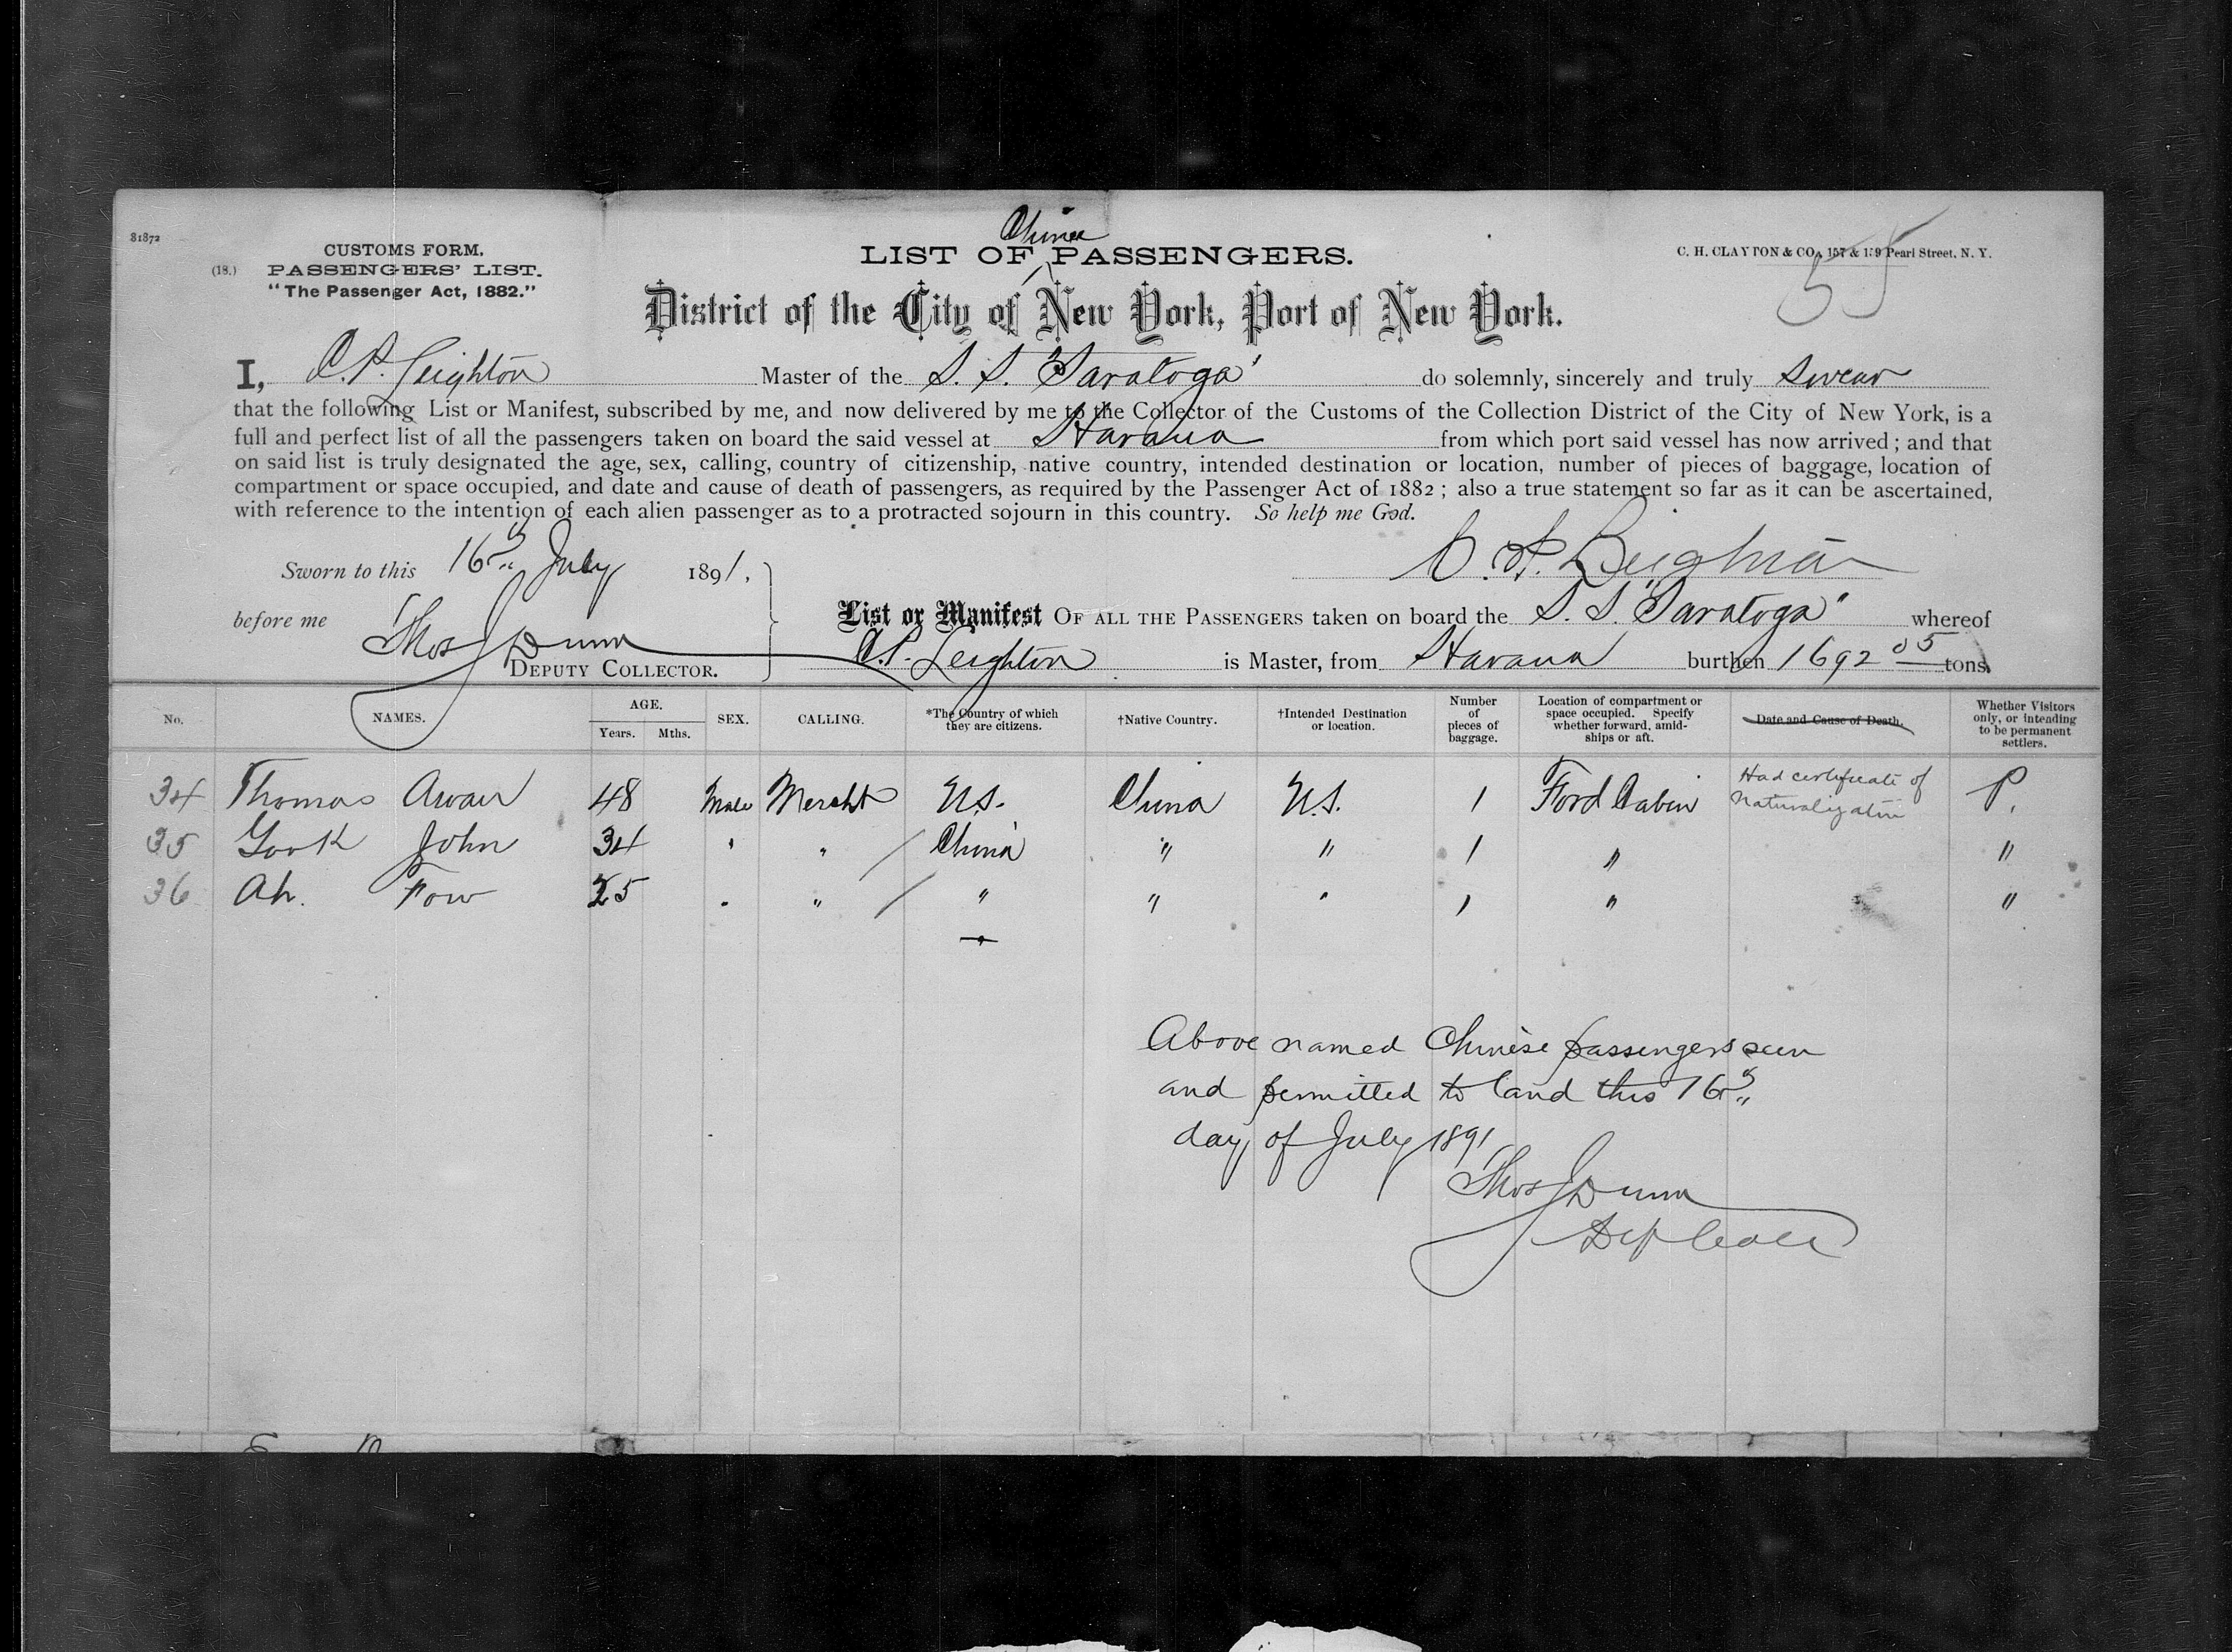 81872
CUSTOMS FORM.
(18.) PASSENGERS' LIST.
"The Passenger Act, 1882."
Chinese
LIST OF PASSENGERS.
C. H. CLAYTON & CO., 157 & 159 Pearl Street, N. Y.
55
District of the City of New York, Port of New York.
I, C. P. Leighton Master of the S. S. "Saratoga" do solemnly, sincerely and truly swear
that the following List or Manifest, subscribed by me, and now delivered by me to the Collector of the Customs of the Collection District of the City of New York, is a
full and perfect list of all the passengers taken on board the said vessel at Havana from which port said vessel has now arrived; and that
on said list is truly designated the age, sex, calling, country of citizenship, native country, intended destination or location, number of pieces of baggage, location of
compartment or space occupied, and date and cause of death of passengers, as required by the Passenger Act of 1882; also a true statement so far as it can be ascertained,
with reference to the intention of each alien passenger as to a protracted sojourn in this country. So help me God.
Sworn to this 16th July 1891.
C. P. Leighton
before me Thos J Dunn
DEPUTY COLLECTOR.
List or Manifest OF ALL THE PASSENGERS taken on board the S. S. "Saratoga" whereof
C. P. Leighton is Master, from Havana burthen 1692 05 tons.
No. NAMES. AGE. Years. Mths. SEX. CALLING. *The Country of which they are citizens. †Native Country. †Intended Destination or location. Number of pieces of baggage. Location of compartment or space occupied. Specify whether forward, amidships or aft. Date and Cause of Death. Whether Visitors only, or intending to be permanent settlers.
34 Thomas 48 Male Mercht U.S. China U.S. 1 Ford Cabin Had certificate of Naturalization P.
35 John 34 " " / China " " 1 " "
36 Ah. Fow 25 " " / " " " 1 " "
Above named Chinese passengers seen
and permitted to land this 16th
day of July 1891
Thos J Dunn
Dep Coll